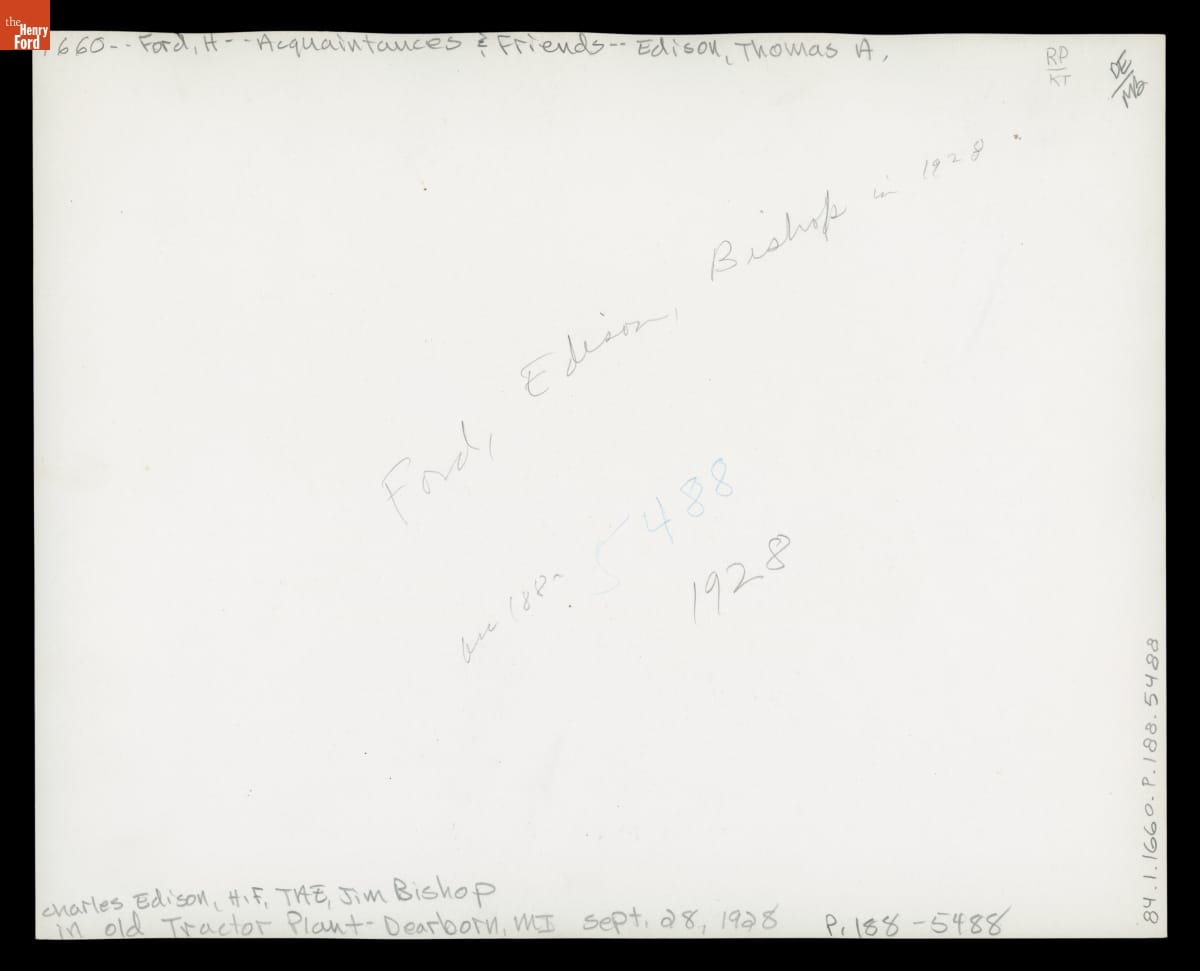 the Henry Ford
1660-- Ford, H-- Acquaintances & Friends-- Edison, Thomas A,
RP
KT
DE/MB
Ford, Edison, Bishop in 1928
188-
5488
1928
84.1.1660.P.188.5488
Charles Edison, H.F, TAE, Jim Bishop
in old Tractor Plant- Dearborn, MI Sept. 28, 1928 P.188-5488